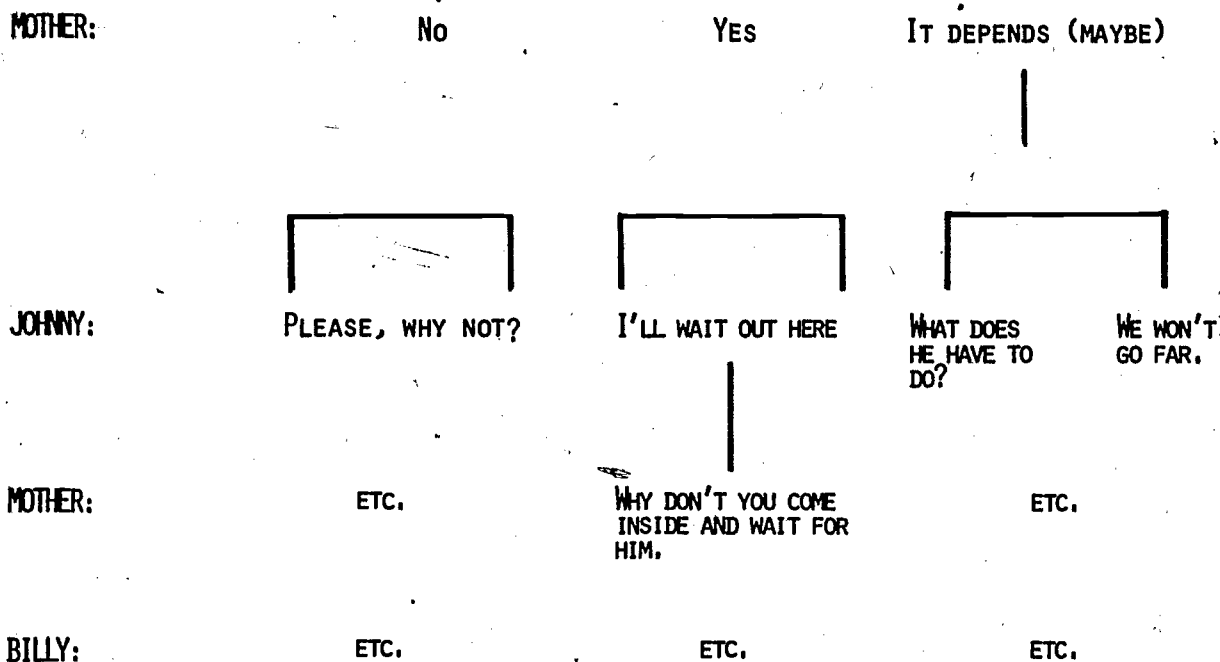 MOTHER: NO YES IT DEPENDS (MAYBE)
JOHNNY: PLEASE, WHY NOT? I'LL WAIT OUT HERE WHAT DOES WE WON'T
HE HAVE TO GO FAR.
DO?
MOTHER: ETC. WHY DON'T YOU COME ETC.
INSIDE AND WAIT FOR
HIM.
BILLY: ETC. ETC. ETC.